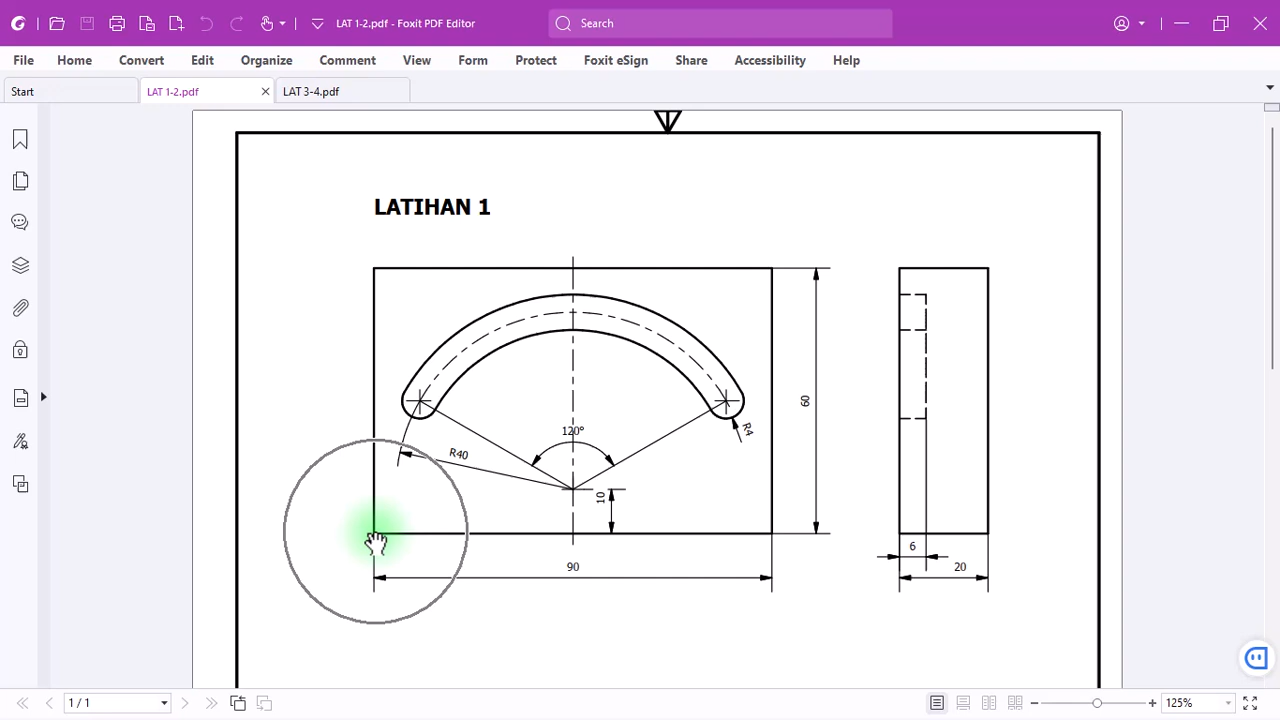 LAT 1-2.pdf - Foxit PDF Editor
Search
File Home Convert Edit Organize Comment View Form Protect Foxit eSign Share Accessibility Help
Start LAT 1-2.pdf LAT 3-4.pdf
LATIHAN 1
60
R4
120°
R40
10
6
90
20
1 / 1
125%